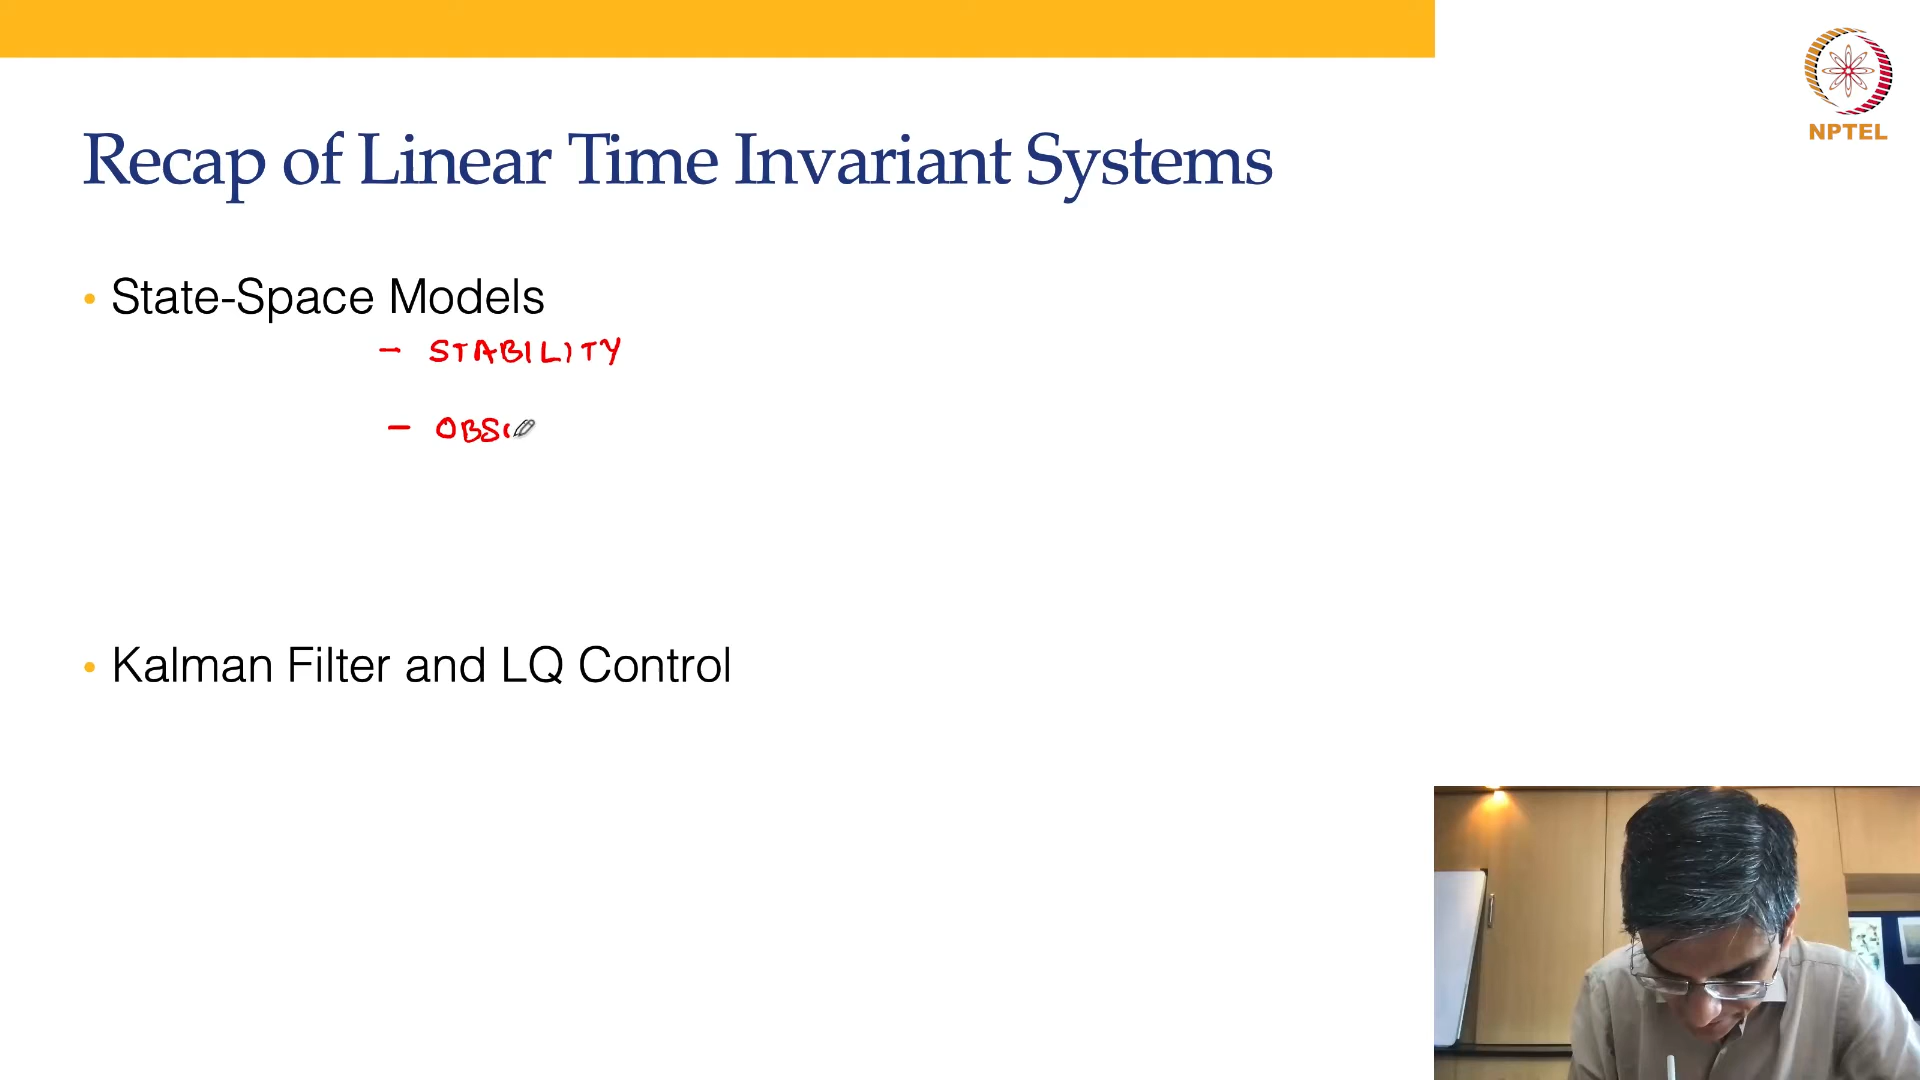 NPTEL
Recap of Linear Time Invariant Systems
• State-Space Models
- STABILITY
- OBS
• Kalman Filter and LQ Control